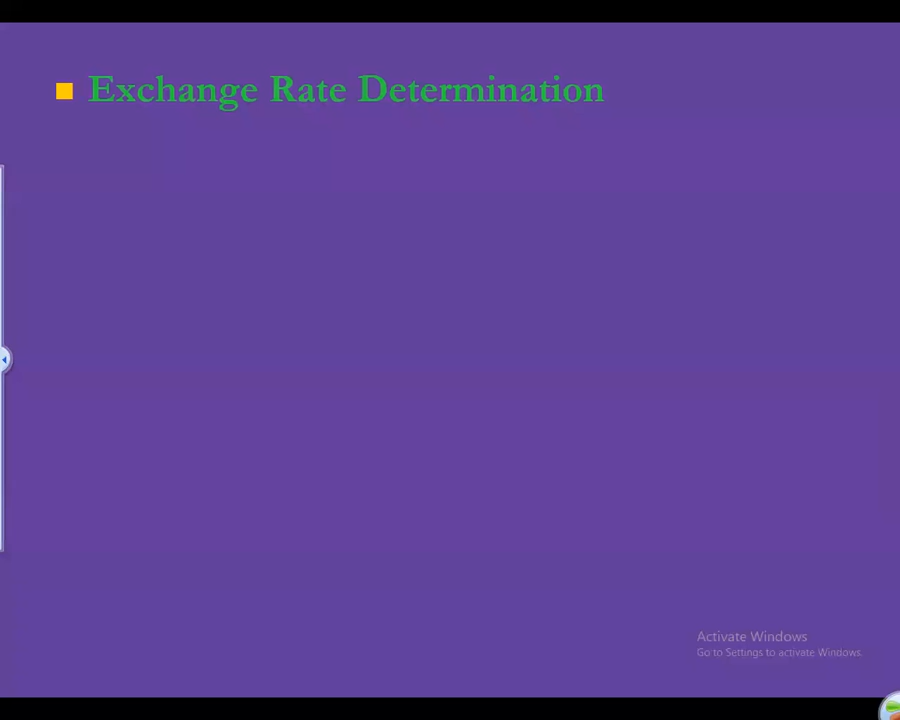 Exchange Rate Determination
Activate Windows
Go to Settings to activate Windows.